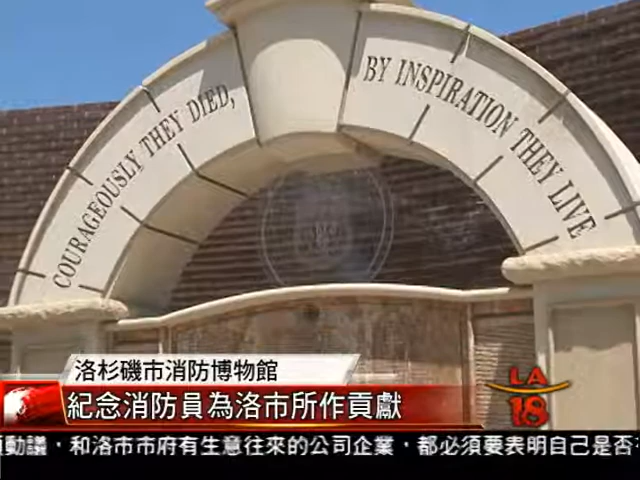 COURAGEOUSLY THEY DIED,
BY INSPIRATION THEY LIVE
洛杉磯市消防博物館
紀念消防員為洛市所作貢獻
LA
18
動議，和洛市市府有生意往來的公司企業，都必須要表明自己是否